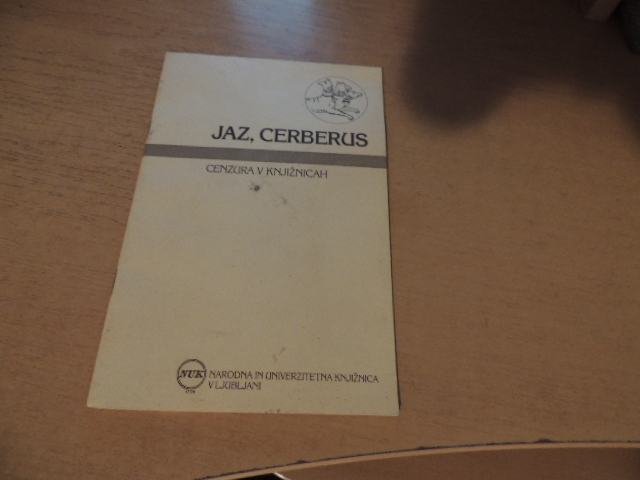 JAZ, CERBERUS
CENZURA V KNJIŽNICAH
NUK NARODNA IN UNIVERZITETNA KNJIŽNICA
V LJUBLJANI